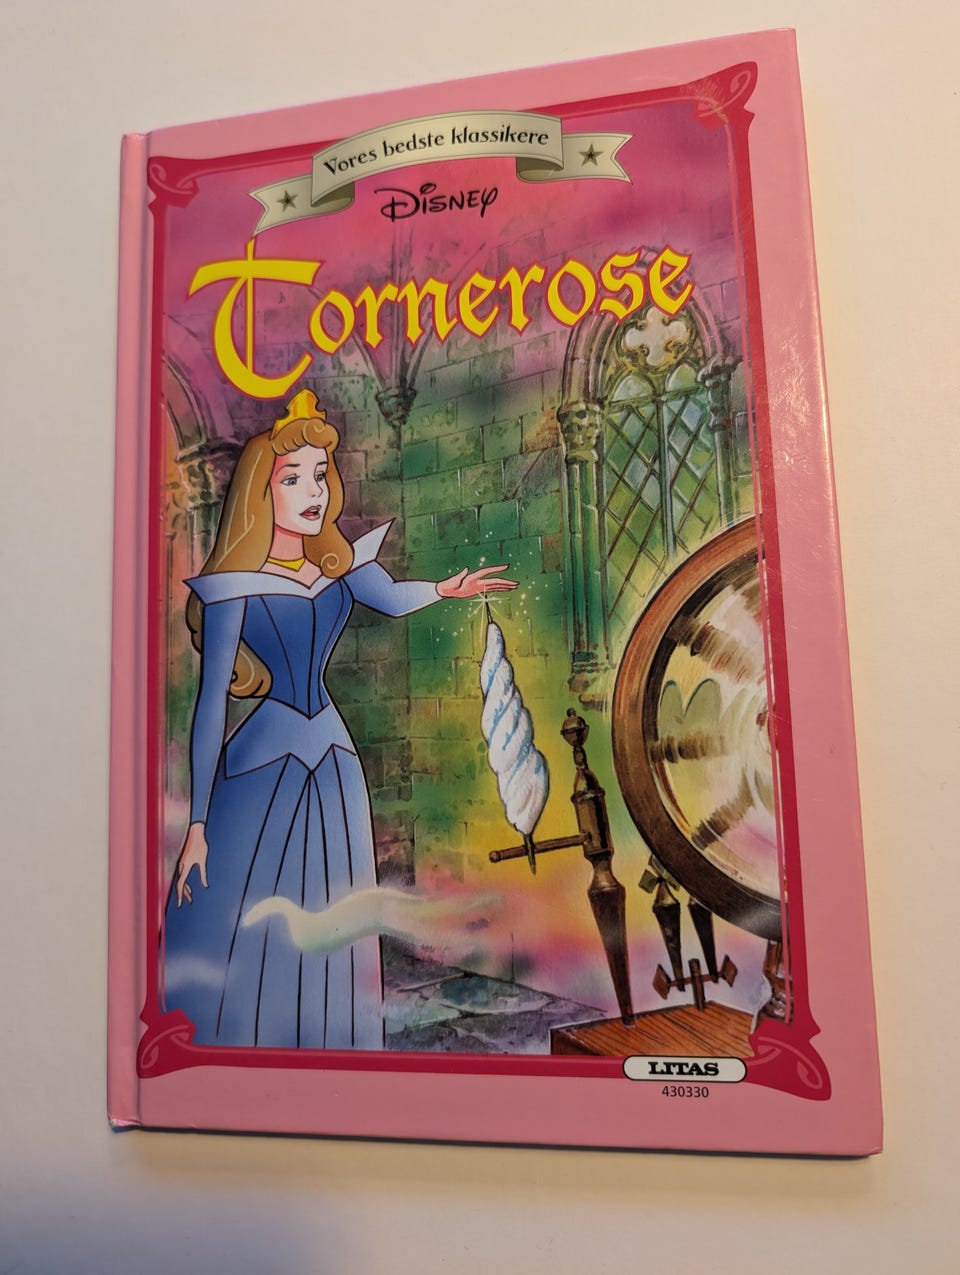 Vores bedste klassikere
Disney
Tornerose
LITAS
430330